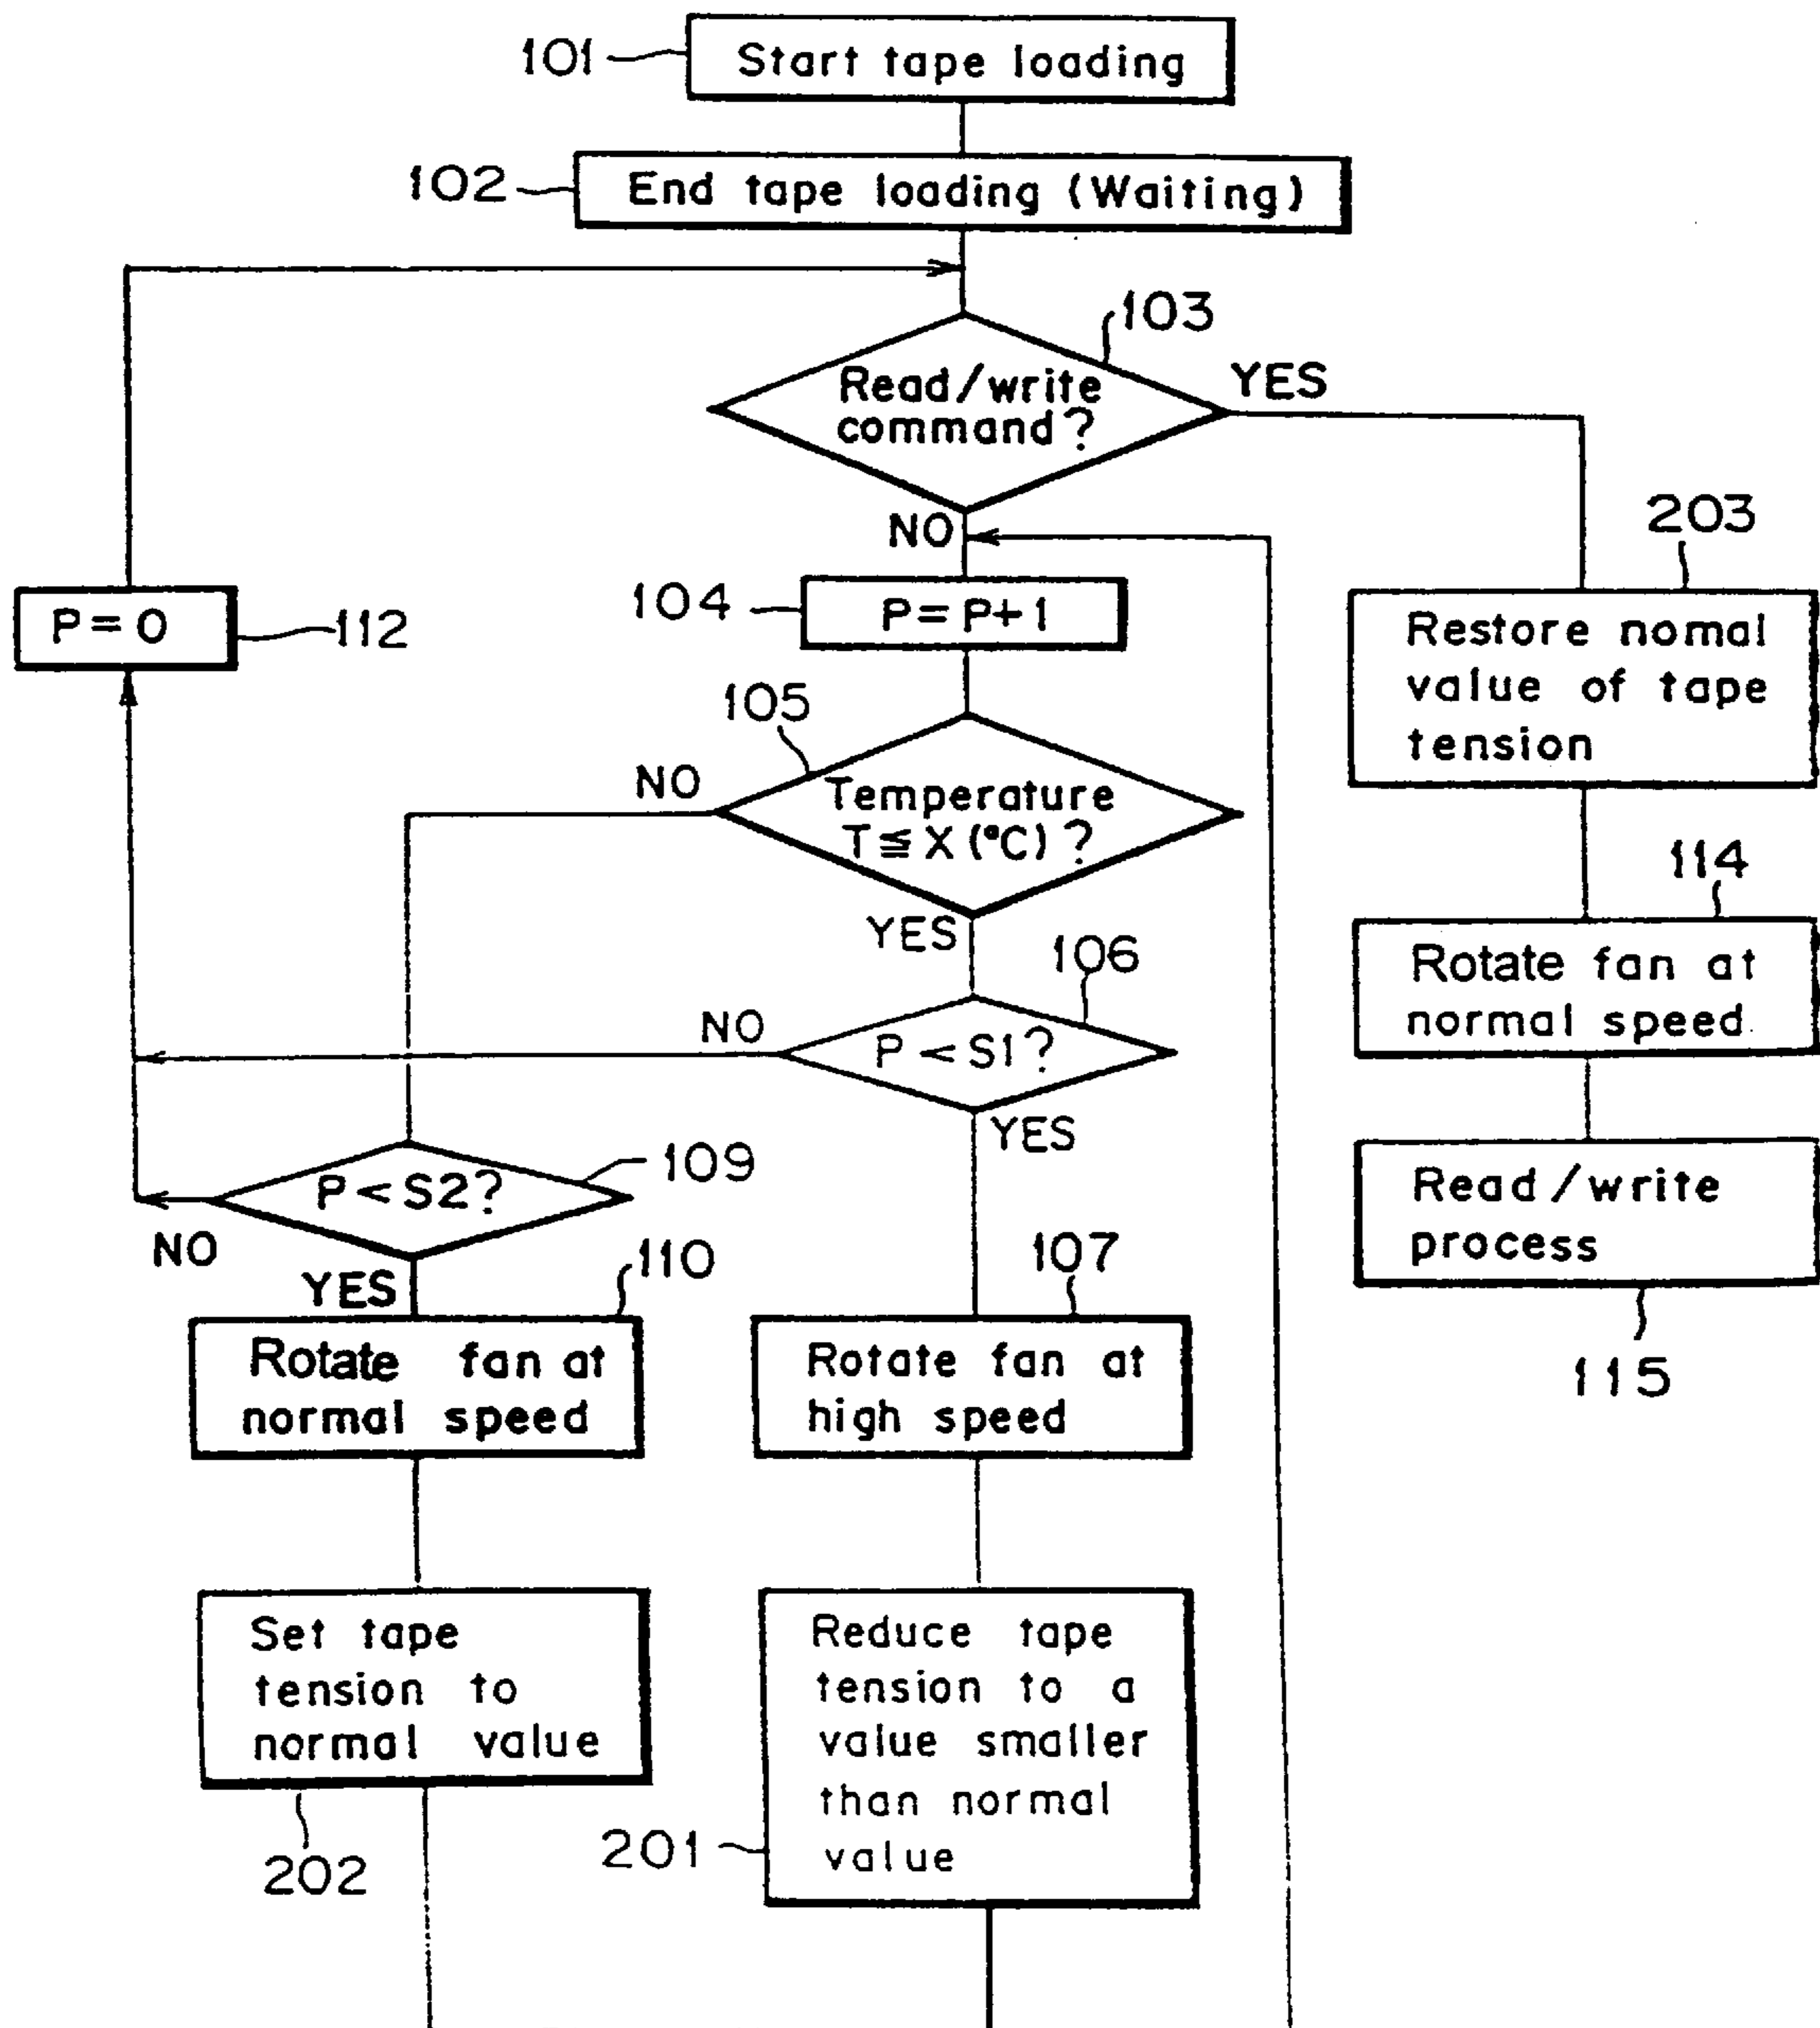 101
Start tape loading
102
End tape loading (Waiting)
103
Read/write
command?
YES
NO
203
Restore nomal
value of tape
tension
P=0
112
104
P=P+1
105
NO
Temperature
T≦X(°C)?
YES
114
Rotate fan at
normal speed
106
NO
P<S1?
YES
109
P<S2?
NO
YES
Read/write
process
115
110
Rotate fan at
normal speed
107
Rotate fan at
high speed
Set tape
tension to
normal value
202
Reduce tape
tension to a
value smaller
than normal
value
201